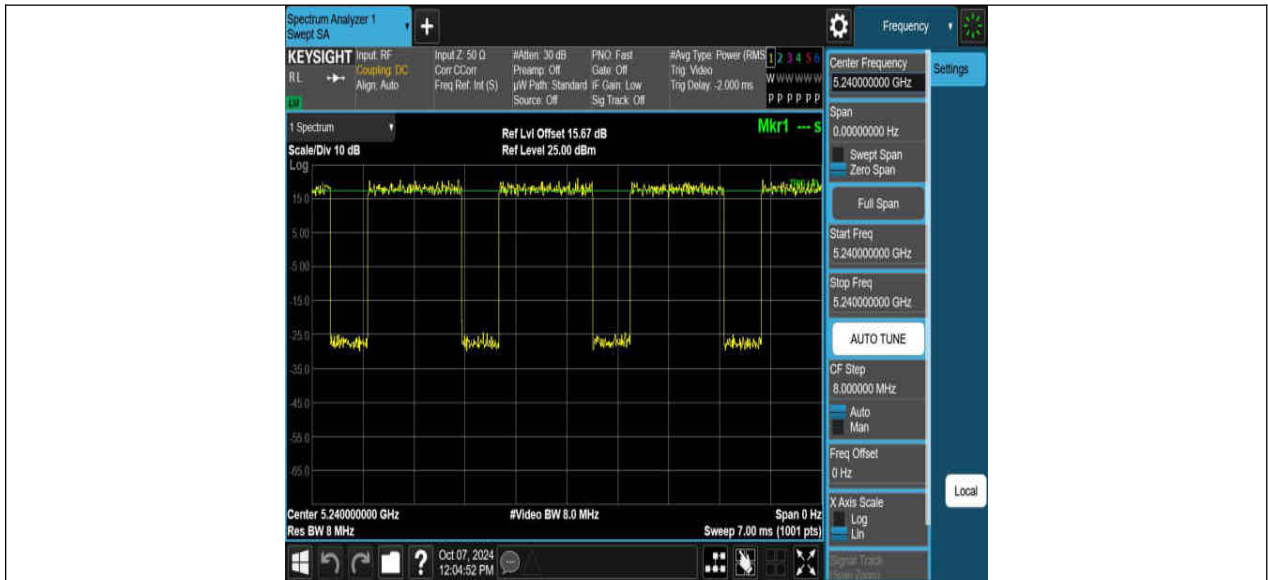 Spectrum Analyzer 1
Swept SA
Frequency
KEYSIGHT
RL
LXI
Input: RF
Coupling: DC
Align: Auto
Input Z: 50 Ω
Corr CCorr
Freq Ref: Int (S)
#Atten: 30 dB
Preamp: Off
µW Path: Standard
Source: Off
PNO: Fast
Gate: Off
IF Gain: Low
Sig Track: Off
#Avg Type: Power (RMS
Trig: Video
Trig Delay: -2.000 ms
1 2 3 4 5 6
W W W W W W
P P P P P P
1 Spectrum
Scale/Div 10 dB
Log
Ref Lvl Offset 15.67 dB
Ref Level 25.00 dBm
Mkr1 --- s
15.0
5.00
-5.00
-15.0
-25.0
-35.0
-45.0
-55.0
-65.0
Center 5.240000000 GHz
Res BW 8 MHz
#Video BW 8.0 MHz
Span 0 Hz
Sweep 7.00 ms (1001 pts)
?
Oct 07, 2024
12:04:52 PM
Center Frequency
5.240000000 GHz
Span
0.00000000 Hz
Swept Span
Zero Span
Full Span
Start Freq
5.240000000 GHz
Stop Freq
5.240000000 GHz
AUTO TUNE
CF Step
8.000000 MHz
Auto
Man
Freq Offset
0 Hz
X Axis Scale
Log
Lin
Signal Track
(Span Zoom)
Settings
Local